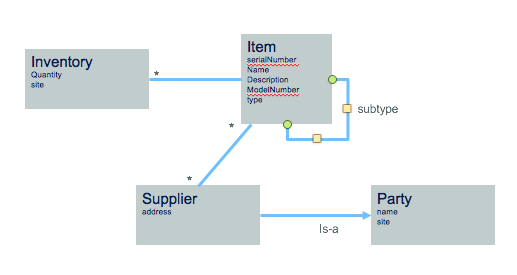 Item
serialNumber
Name
Description
ModelNumber
type
Inventory
Quantity
site
*
subtype
*
*
Supplier
address
Is-a
Party
name
site